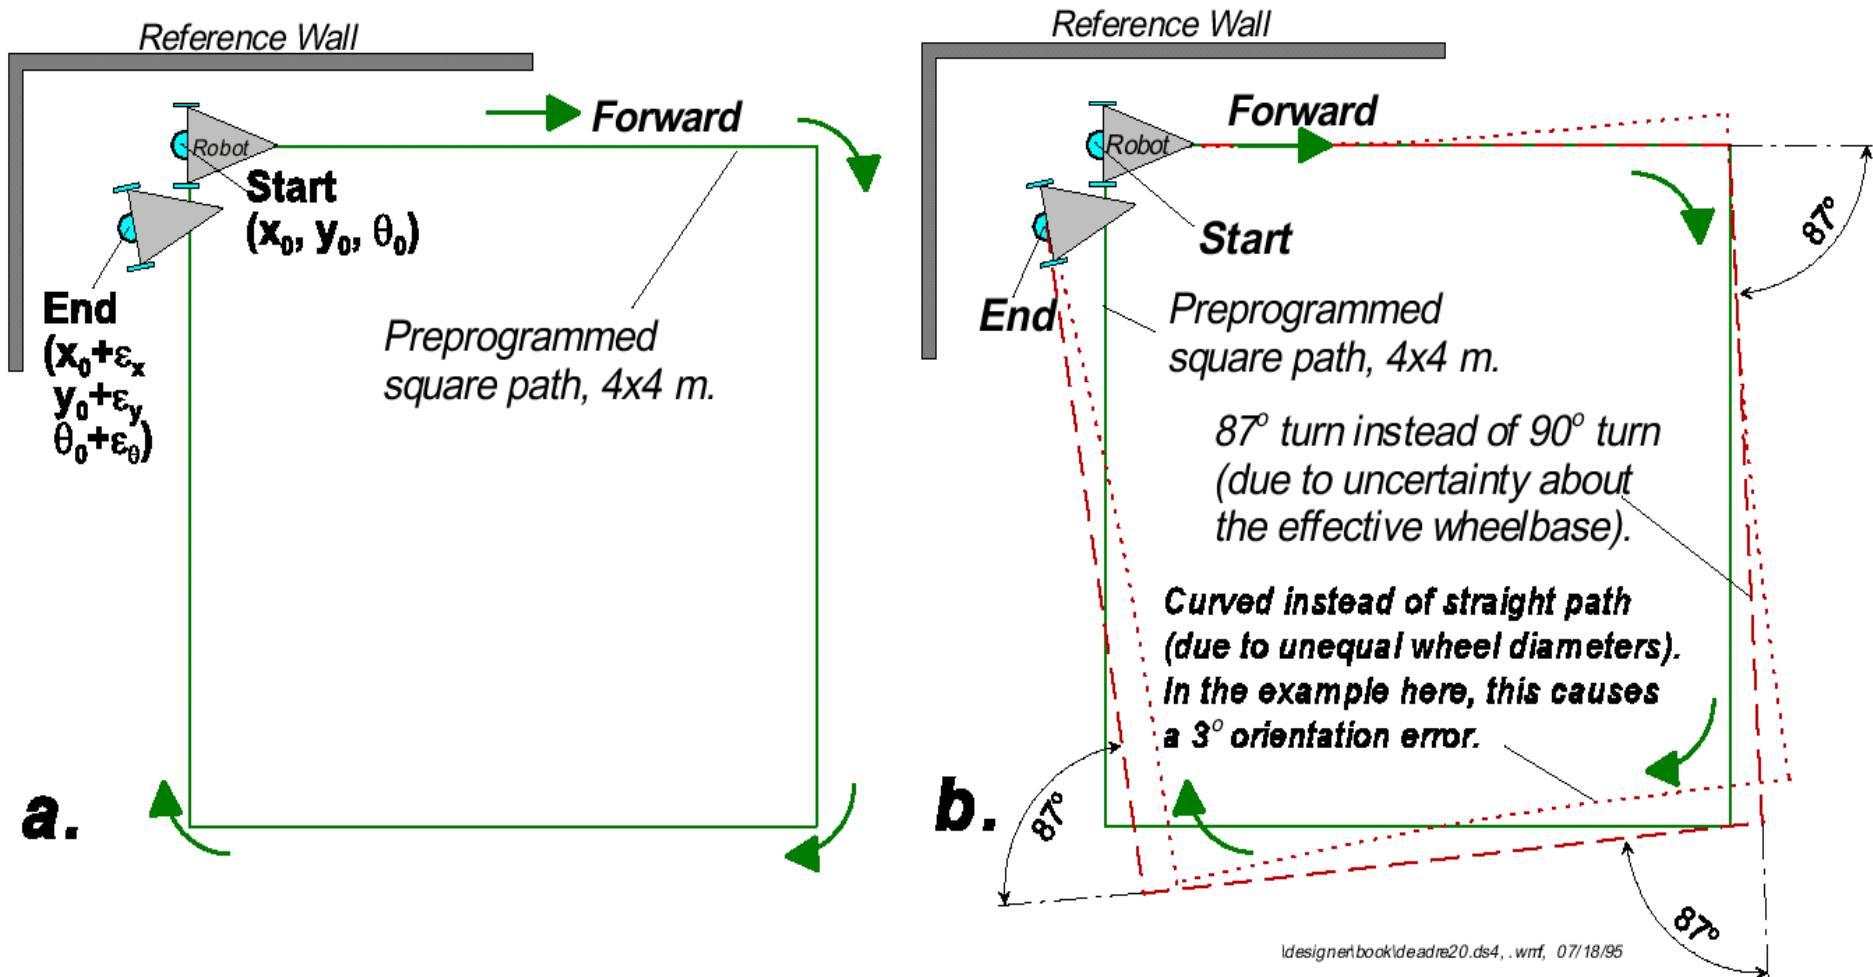 Reference Wall
Forward
Robot
Start
(x₀, y₀, θ₀)
End
(x₀+εₓ
y₀+εᵧ
θ₀+εθ)
Preprogrammed
square path, 4x4 m.
a.
Reference Wall
Forward
Robot
87°
Start
End
Preprogrammed
square path, 4x4 m.
87° turn instead of 90° turn
(due to uncertainty about
the effective wheelbase).
Curved instead of straight path
(due to unequal wheel diameters).
In the example here, this causes
a 3° orientation error.
b.
87°
87°
\designer\book\deadre20.ds4, .wmf, 07/18/95